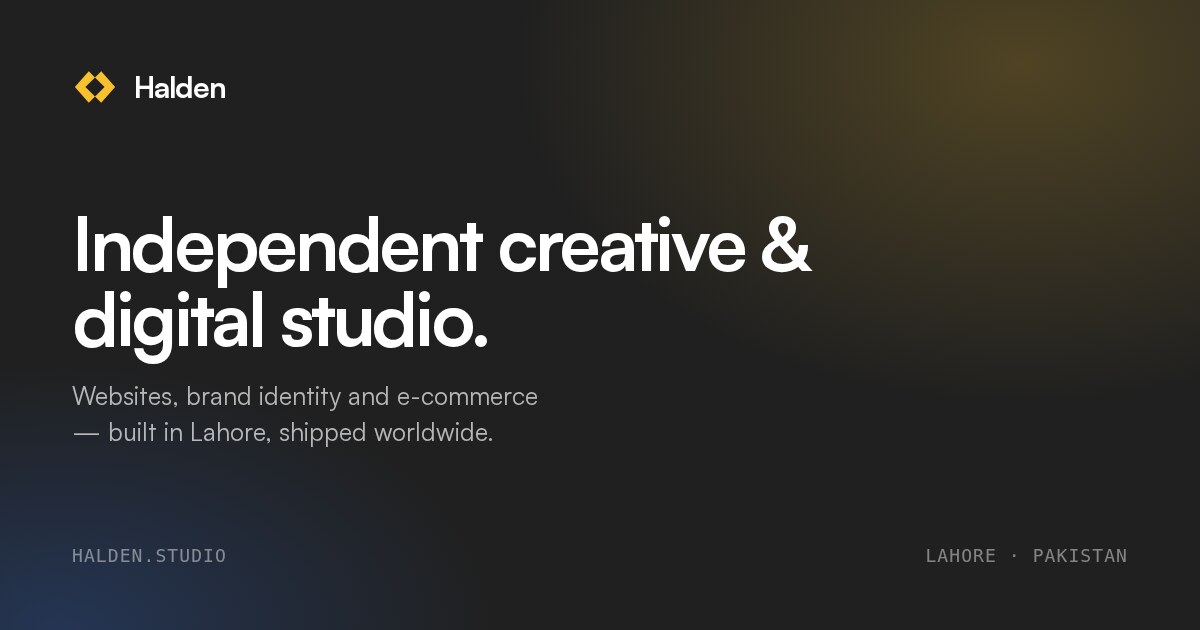 Halden
Independent creative &
digital studio.
Websites, brand identity and e-commerce
— built in Lahore, shipped worldwide.
HALDEN.STUDIO
LAHORE · PAKISTAN